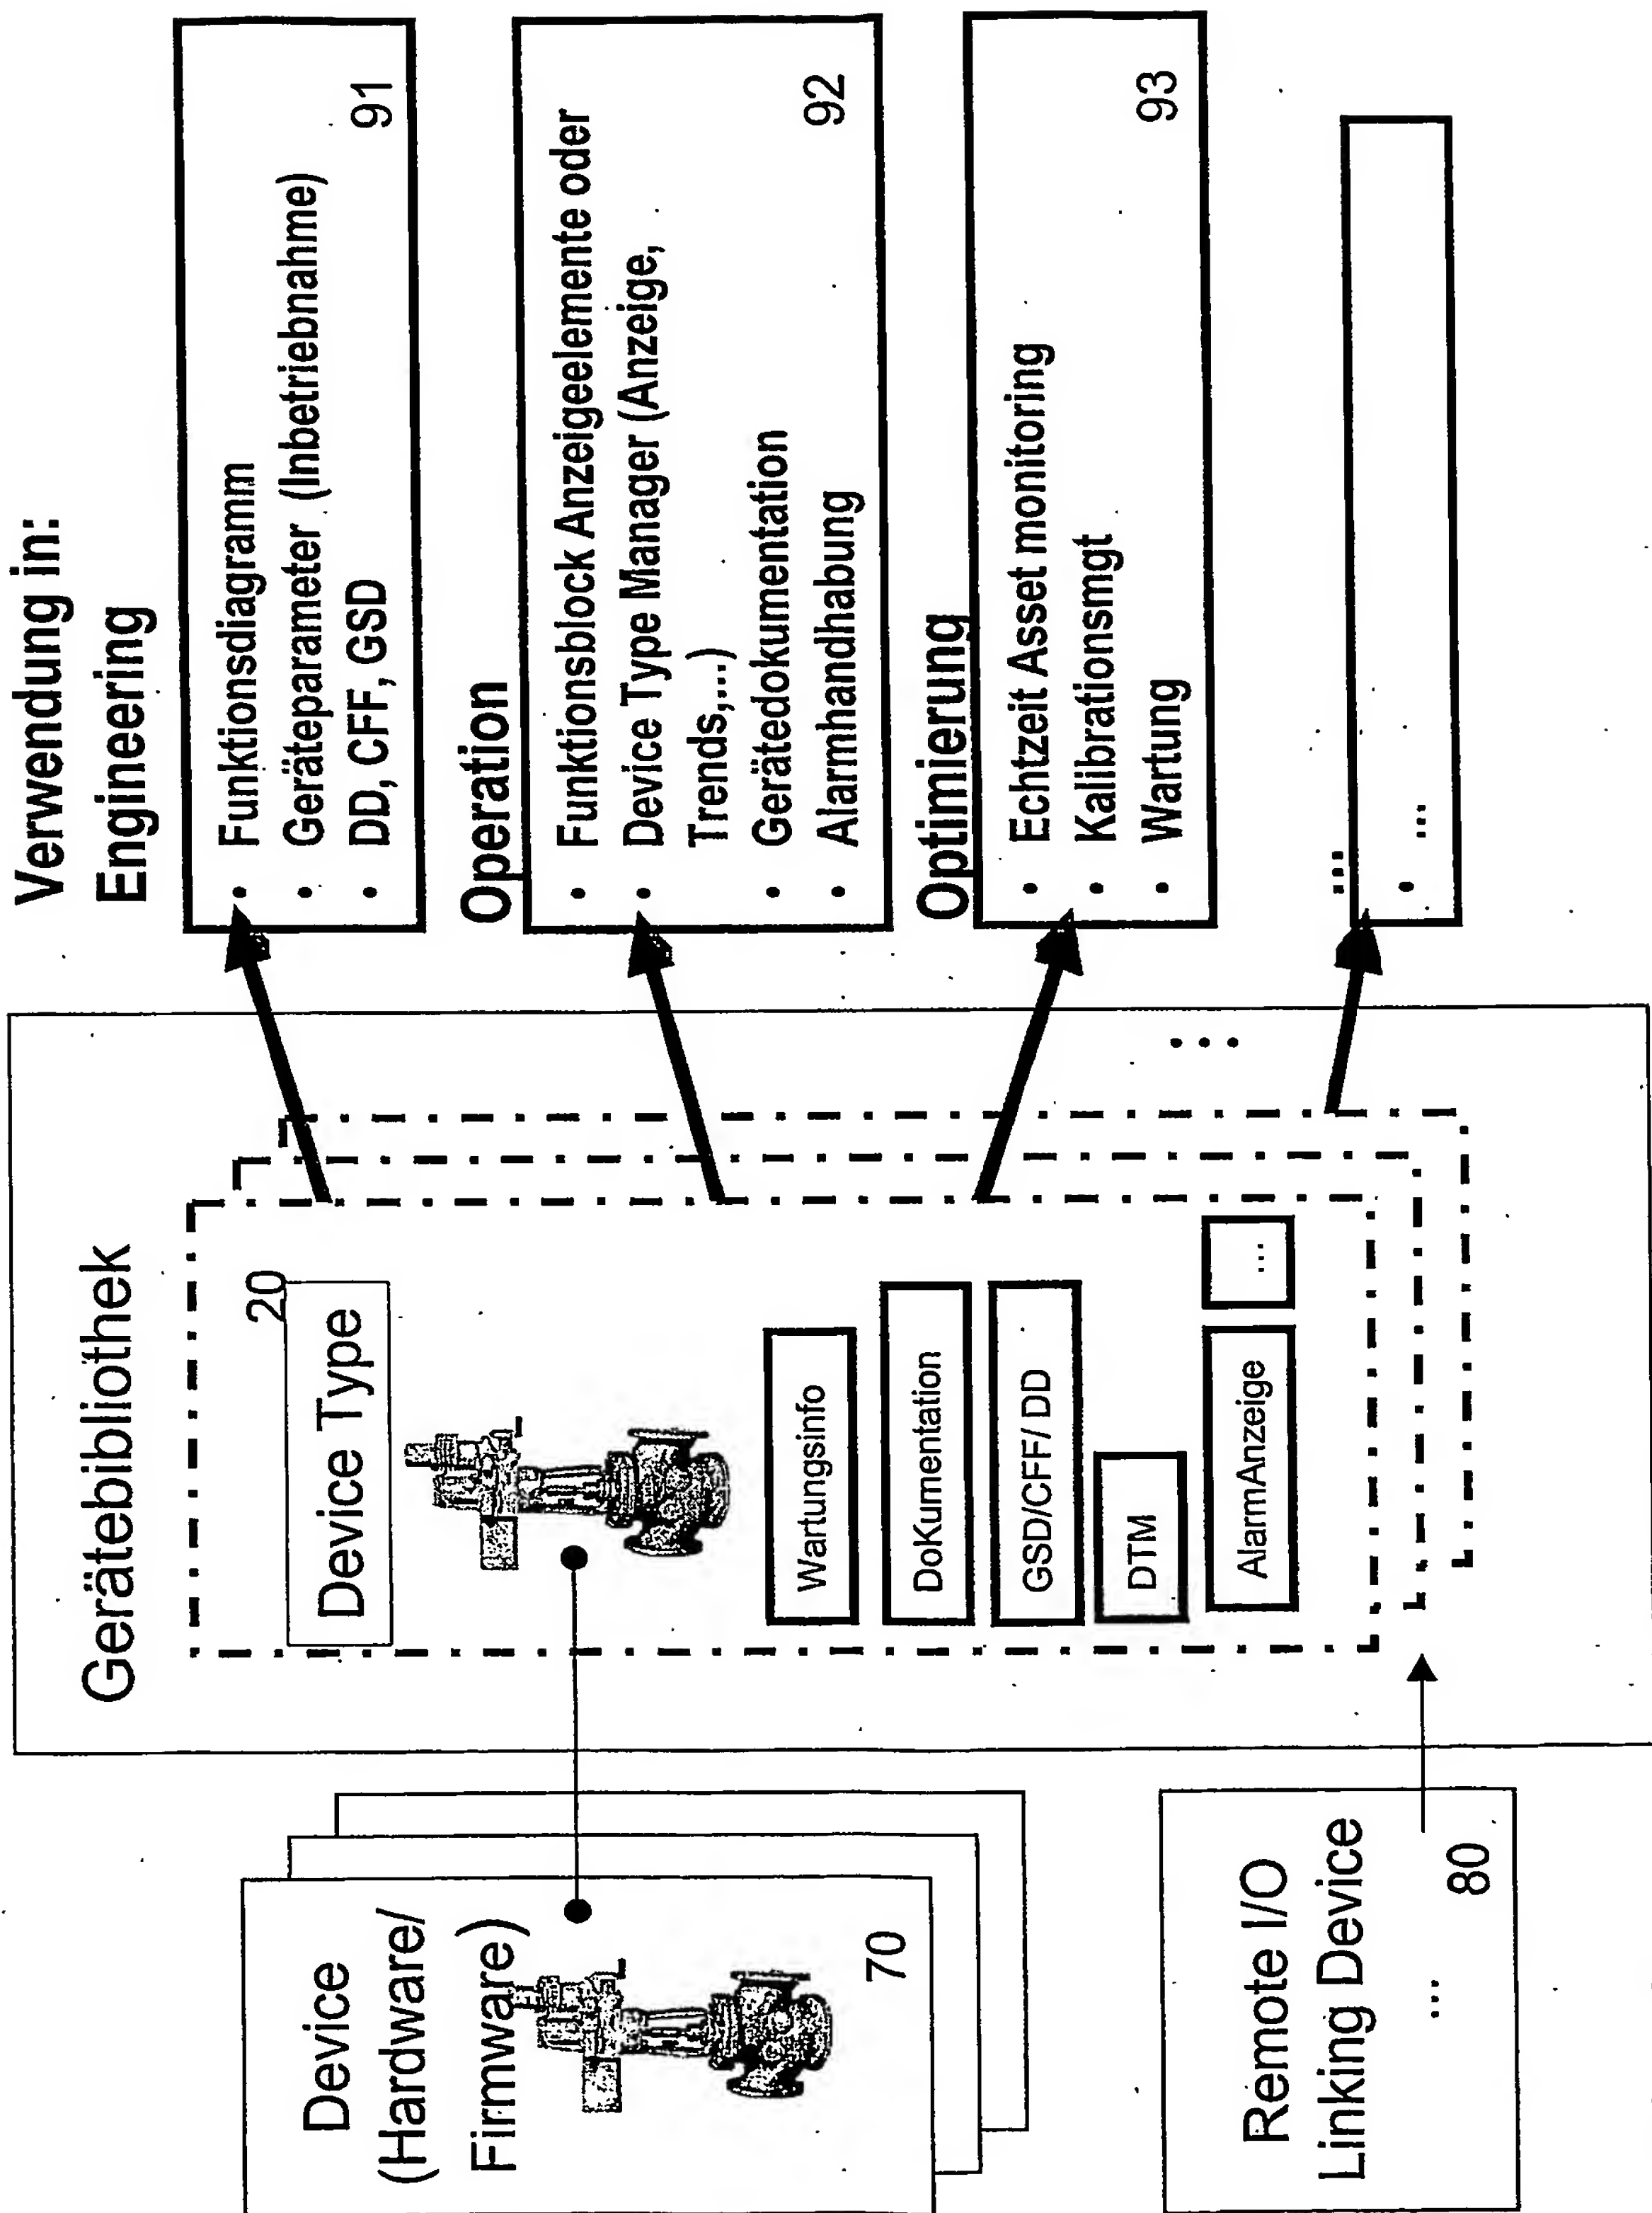 Device
(Hardware/
Firmware)
70
Remote I/O
Linking Device
...
80
Gerätebibliothek
20
Device Type
Wartungsinfo
DoKumentation
GSD/CFF/ DD
DTM
AlarmAnzeige
...
...
Verwendung in:
Engineering
• Funktionsdiagramm
• Geräteparameter (Inbetriebnahme)
• DD, CFF, GSD
91
Operation
• Funktionsblock Anzeigeelemente oder
• Device Type Manager (Anzeige,
Trends,...)
• Gerätedokumentation
• Alarmhandhabung
92
Optimierung
• Echtzeit Asset monitoring
• Kalibrationsmgt
• Wartung
93
...
• ...